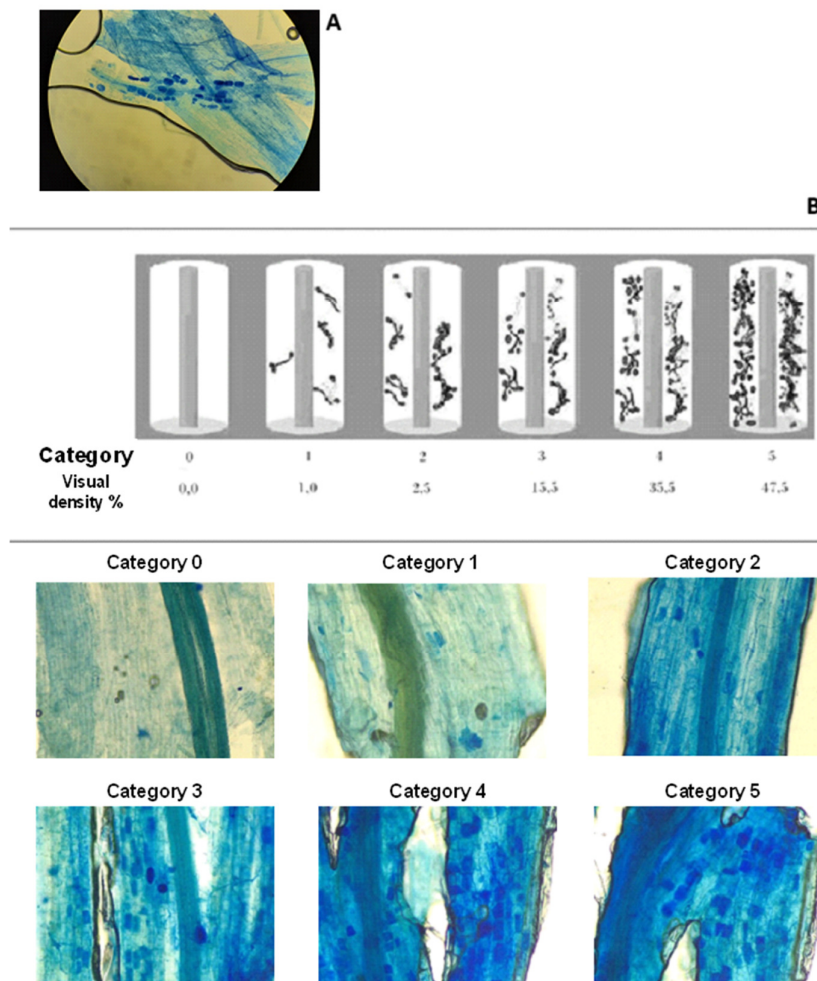 A
B
Category 0 1 2 3 4 5
Visual density % 0,0 1,0 2,5 15,5 35,5 47,5
Category 0 Category 1 Category 2
Category 3 Category 4 Category 5